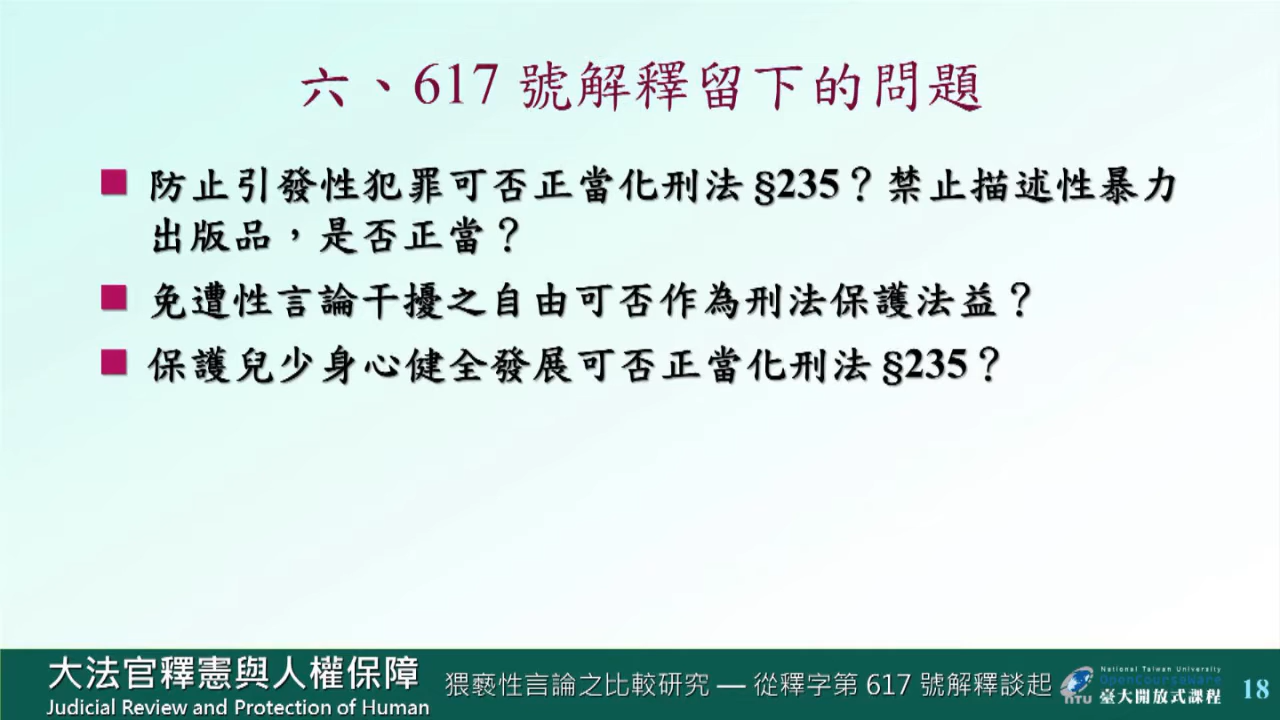 六、617 號解釋留下的問題
防止引發性犯罪可否正當化刑法 §235？禁止描述性暴力
出版品，是否正當？
免遭性言論干擾之自由可否作為刑法保護法益？
保護兒少身心健全發展可否正當化刑法 §235？
大法官釋憲與人權保障
Judicial Review and Protection of Human
猥褻性言論之比較研究 — 從釋字第 617 號解釋談起
National Taiwan University
OpenCourseWare
NTU 臺大開放式課程
18